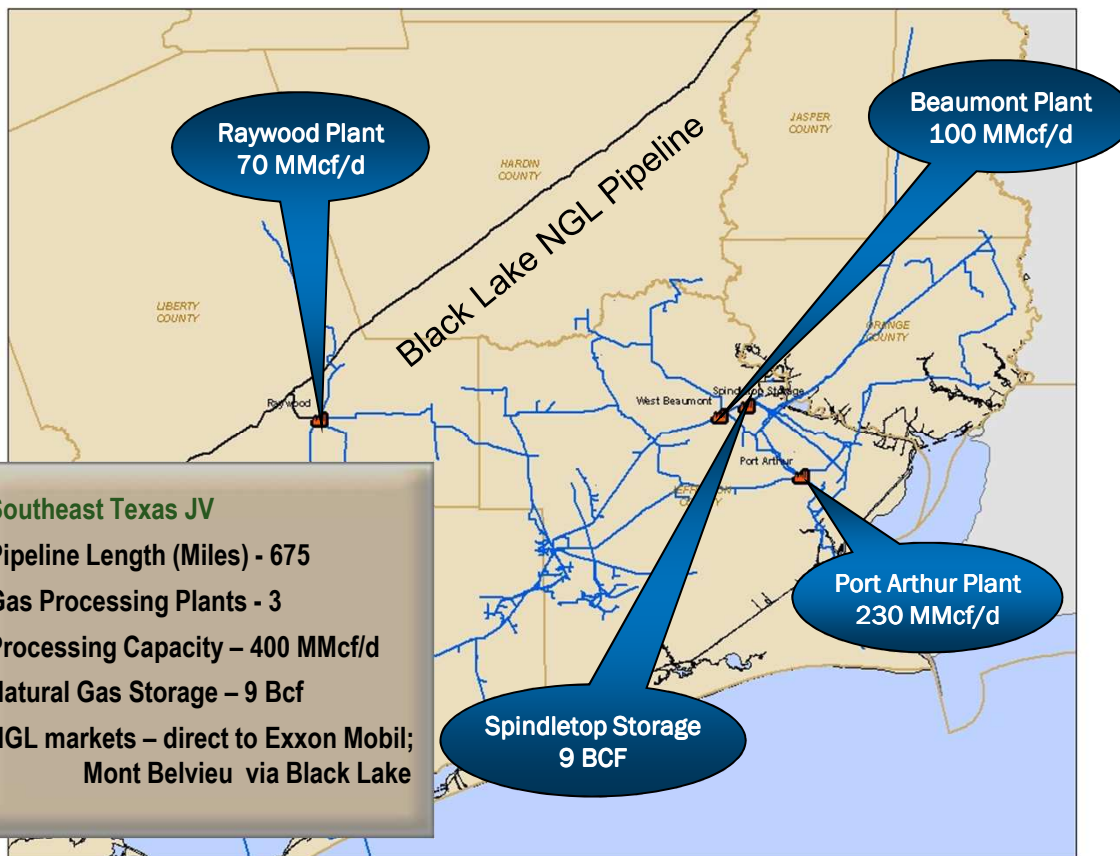 Raywood Plant
70 MMcf/d
Beaumont Plant
100 MMcf/d
JASPER
COUNTY
HARDIN
COUNTY
Black Lake NGL Pipeline
LIBERTY
COUNTY
ORANGE
COUNTY
Raywood
West Beaumont
Spindletop Storage
Port Arthur
JEFFERSON
COUNTY
Port Arthur Plant
230 MMcf/d
Spindletop Storage
9 BCF
Southeast Texas JV
Pipeline Length (Miles) - 675
Gas Processing Plants - 3
Processing Capacity – 400 MMcf/d
Natural Gas Storage – 9 Bcf
NGL markets – direct to Exxon Mobil;
Mont Belvieu via Black Lake